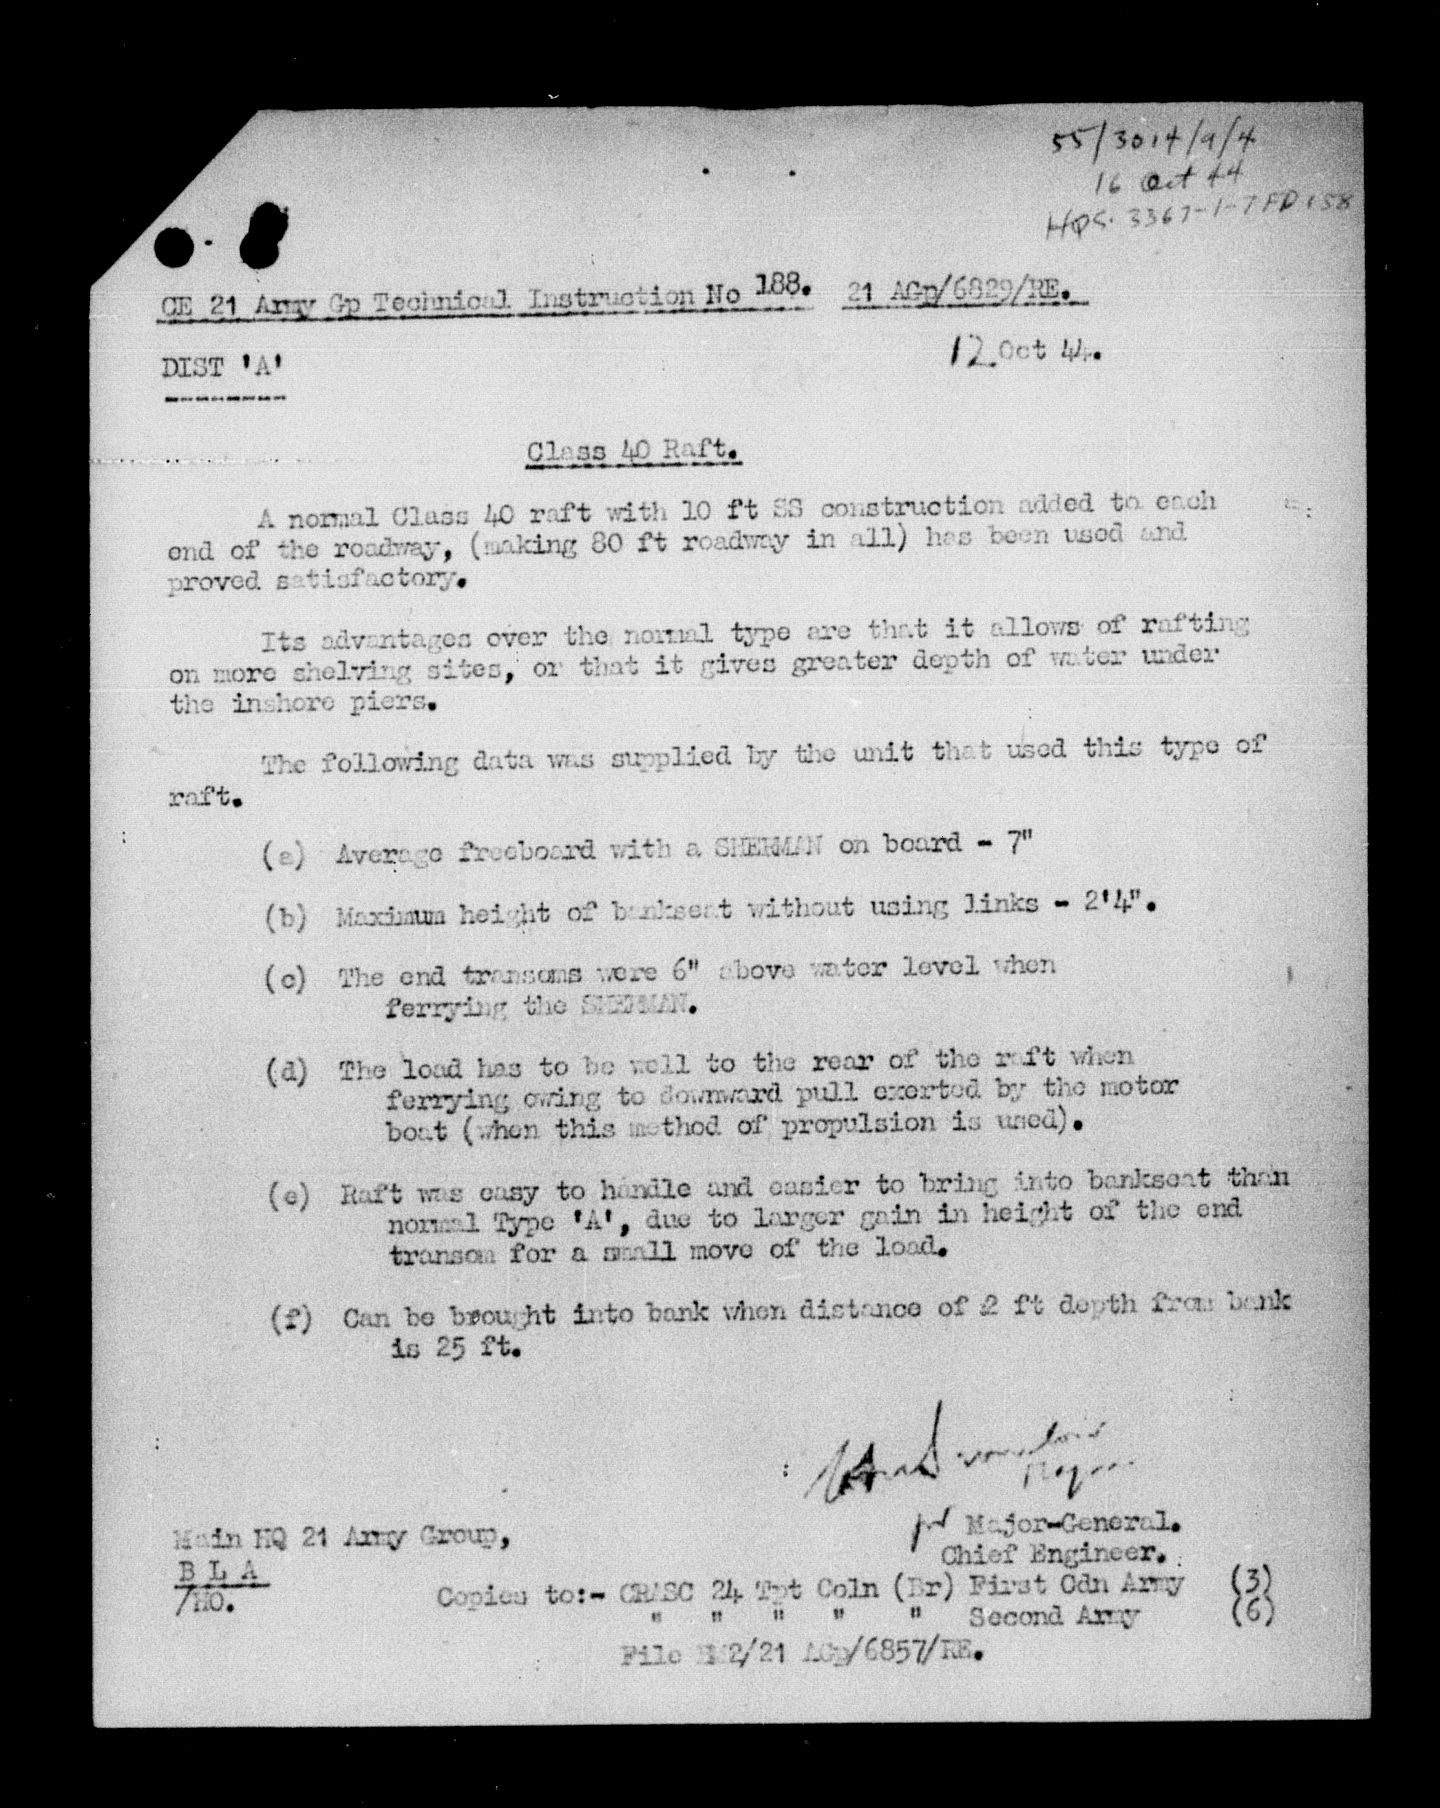 55/3014/9/4
16 Oct 44
HQS. 3367-1-7 FD 158
CE 21 Army Gp Technical Instruction No 188. 21 AGp/6829/RE.
DIST 'A'
12 Oct 44.
Class 40 Raft.
A normal Class 40 raft with 10 ft SS construction added to each
end of the roadway, (making 80 ft roadway in all) has been used and
proved satisfactory.
Its advantages over the normal type are that it allows of rafting
on more shelving sites, or that it gives greater depth of water under
the inshore piers.
The following data was supplied by the unit that used this type of
raft.
(a) Average freeboard with a SHERMAN on board - 7"
(b) Maximum height of bankseat without using links - 2'4".
(c) The end transoms were 6" above water level when
ferrying the SHERMAN.
(d) The load has to be well to the rear of the raft when
ferrying owing to downward pull exerted by the motor
boat (when this method of propulsion is used).
(e) Raft was easy to handle and easier to bring into bankseat than
normal Type 'A', due to larger gain in height of the end
transom for a small move of the load.
(f) Can be brought into bank when distance of 2 ft depth from bank
is 25 ft.
Major-General.
Chief Engineer.
Main HQ 21 Army Group,
B L A
/HO.
Copies to:- CRASC 24 Tpt Coln (Br) First Cdn Army (3)
" " " " " Second Army (6)
File 21 AGp/6857/RE.